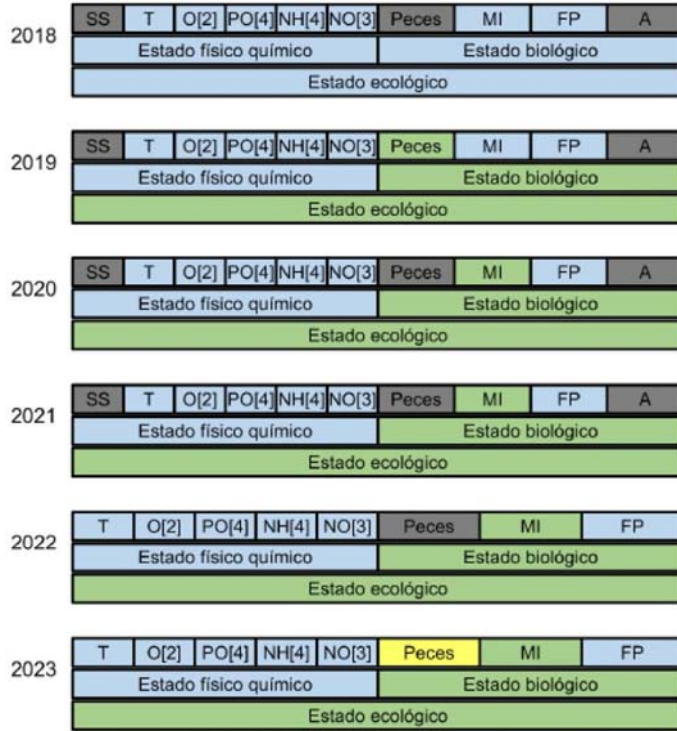 SS T O[2] PO[4] NH[4] NO[3] Peces MI FP A
2018
Estado físico químico Estado biológico
Estado ecológico
SS T O[2] PO[4] NH[4] NO[3] Peces MI FP A
2019
Estado físico químico Estado biológico
Estado ecológico
SS T O[2] PO[4] NH[4] NO[3] Peces MI FP A
2020
Estado físico químico Estado biológico
Estado ecológico
SS T O[2] PO[4] NH[4] NO[3] Peces MI FP A
2021
Estado físico químico Estado biológico
Estado ecológico
T O[2] PO[4] NH[4] NO[3] Peces MI FP
2022
Estado físico químico Estado biológico
Estado ecológico
T O[2] PO[4] NH[4] NO[3] Peces MI FP
2023
Estado físico químico Estado biológico
Estado ecológico